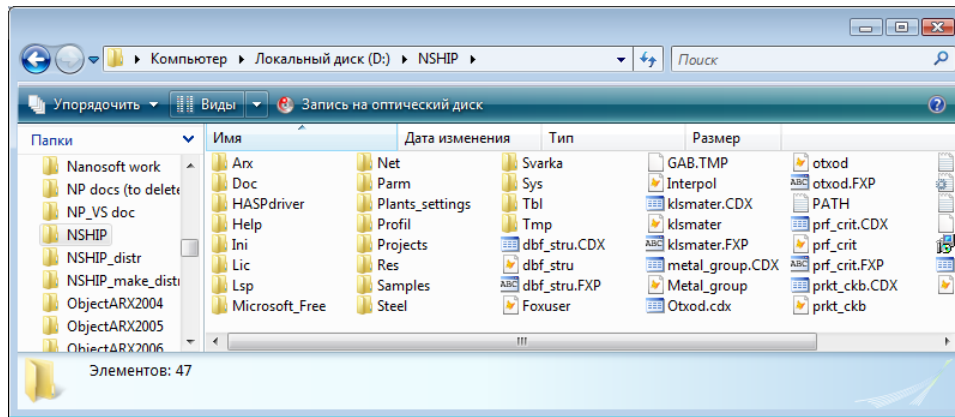 Компьютер ▸ Локальный диск (D:) ▸ NSHIP ▸ Поиск
Упорядочить Виды Запись на оптический диск
Папки
Nanosoft work
NP docs (to delete
NP_VS doc
NSHIP
NSHIP_distr
NSHIP_make_distr
ObjectARX2004
ObjectARX2005
ObjectARX2006
Имя Дата изменения Тип Размер
Arx Net Svarka GAB.TMP otxod
Doc Parm Sys Interpol otxod.FXP
HASPdriver Plants_settings Tbl klsmater.CDX PATH
Help Profil Tmp klsmater prf_crit.CDX
Ini Projects dbf_stru.CDX klsmater.FXP prf_crit
Lic Res dbf_stru metal_group.CDX prf_crit.FXP
Lsp Samples dbf_stru.FXP Metal_group prkt_ckb.CDX
Microsoft_Free Steel Foxuser Otxod.cdx prkt_ckb
Элементов: 47